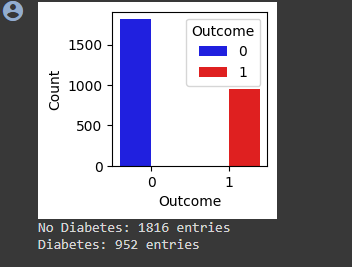 Outcome
0
1
1500
1000
500
0
Count
0 1
Outcome
No Diabetes: 1816 entries
Diabetes: 952 entries